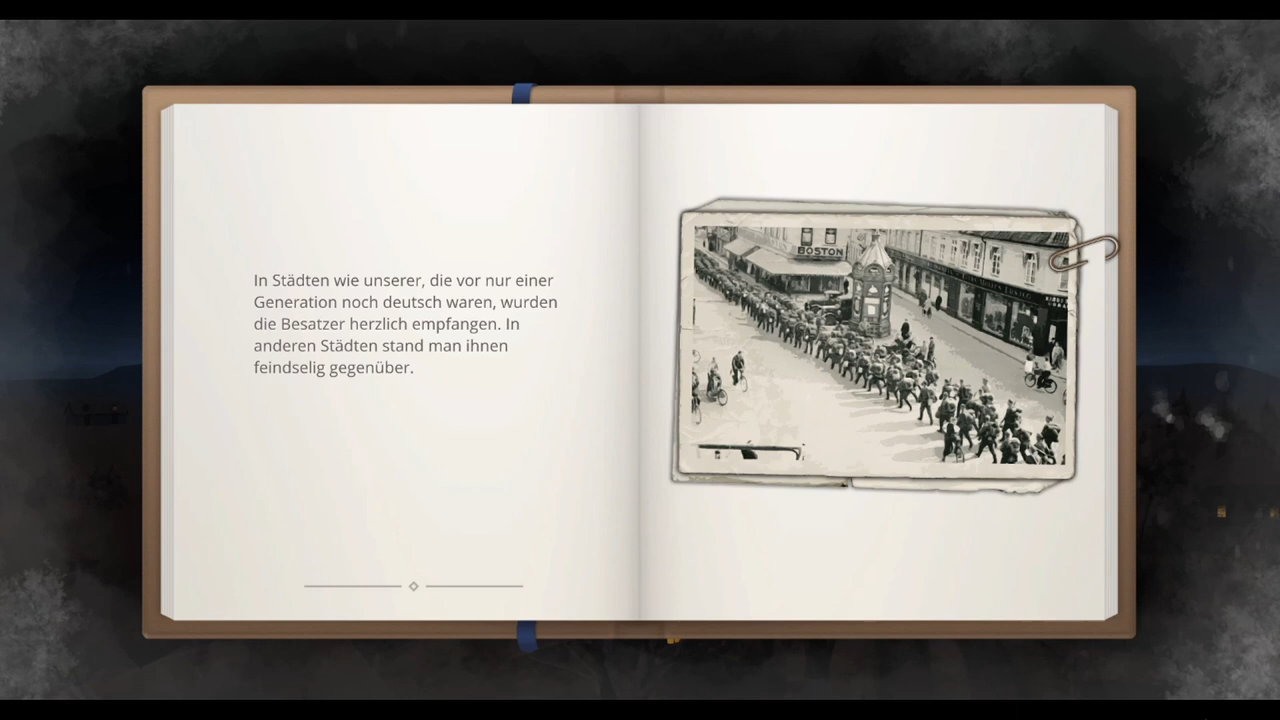 In Städten wie unserer, die vor nur einer
Generation noch deutsch waren, wurden
die Besatzer herzlich empfangen. In
anderen Städten stand man ihnen
feindselig gegenüber.
BOSTON